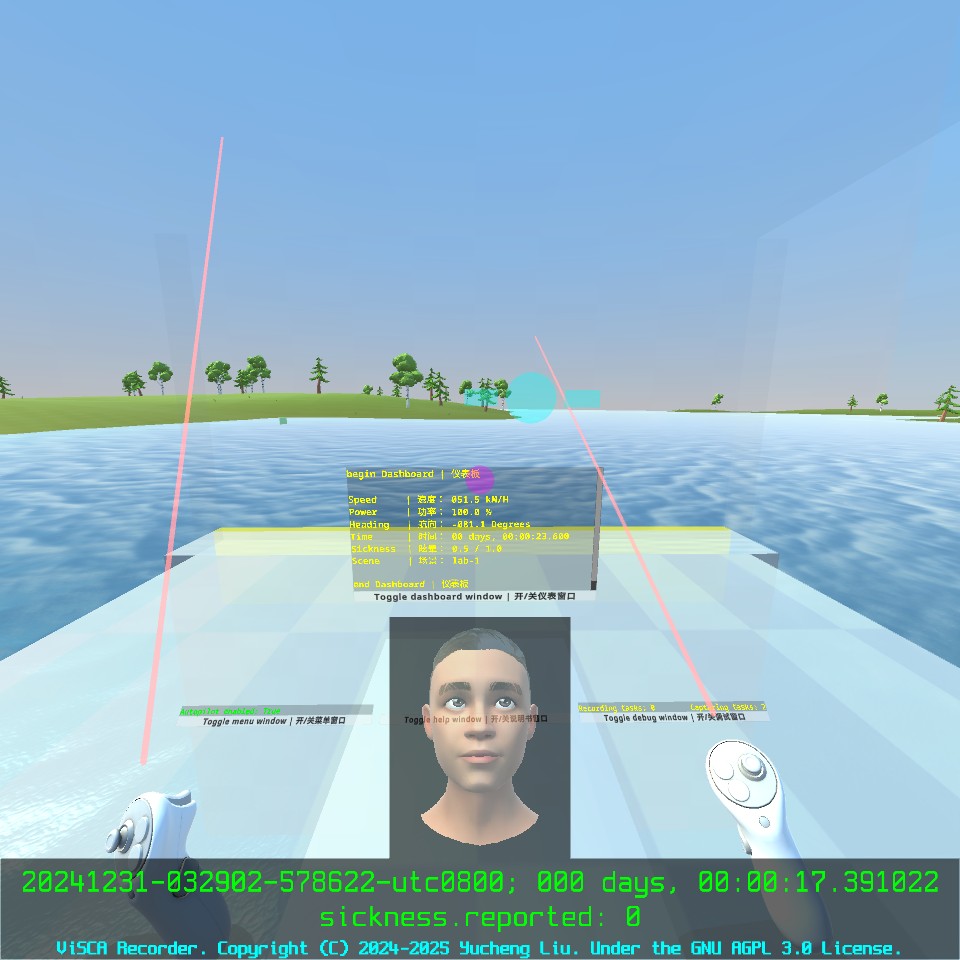 begin Dashboard | 仪表板
Speed | 速度: 051.5 kM/H
Power | 功率: 100.0 %
Heading | 航向: -081.1 Degrees
Time | 时间: 00 days, 00:00:23.600
Sickness | 0.5 / 1.0
Scene | 场景: lab-1
end Dashboard | 仪表板
Toggle dashboard window | 开/关仪表窗口
Autopilot enabled: True
Toggle menu window | 开/关菜单窗口
Toggle help window | 开/关说明书窗口
Recording tasks: 0 Capturing tasks: ?
Toggle debug window | 开/关调试窗口
20241231-032902-578622-utc0800; 000 days, 00:00:17.391022
sickness.reported: 0
ViSCA Recorder. Copyright (C) 2024-2025 Yucheng Liu. Under the GNU AGPL 3.0 License.